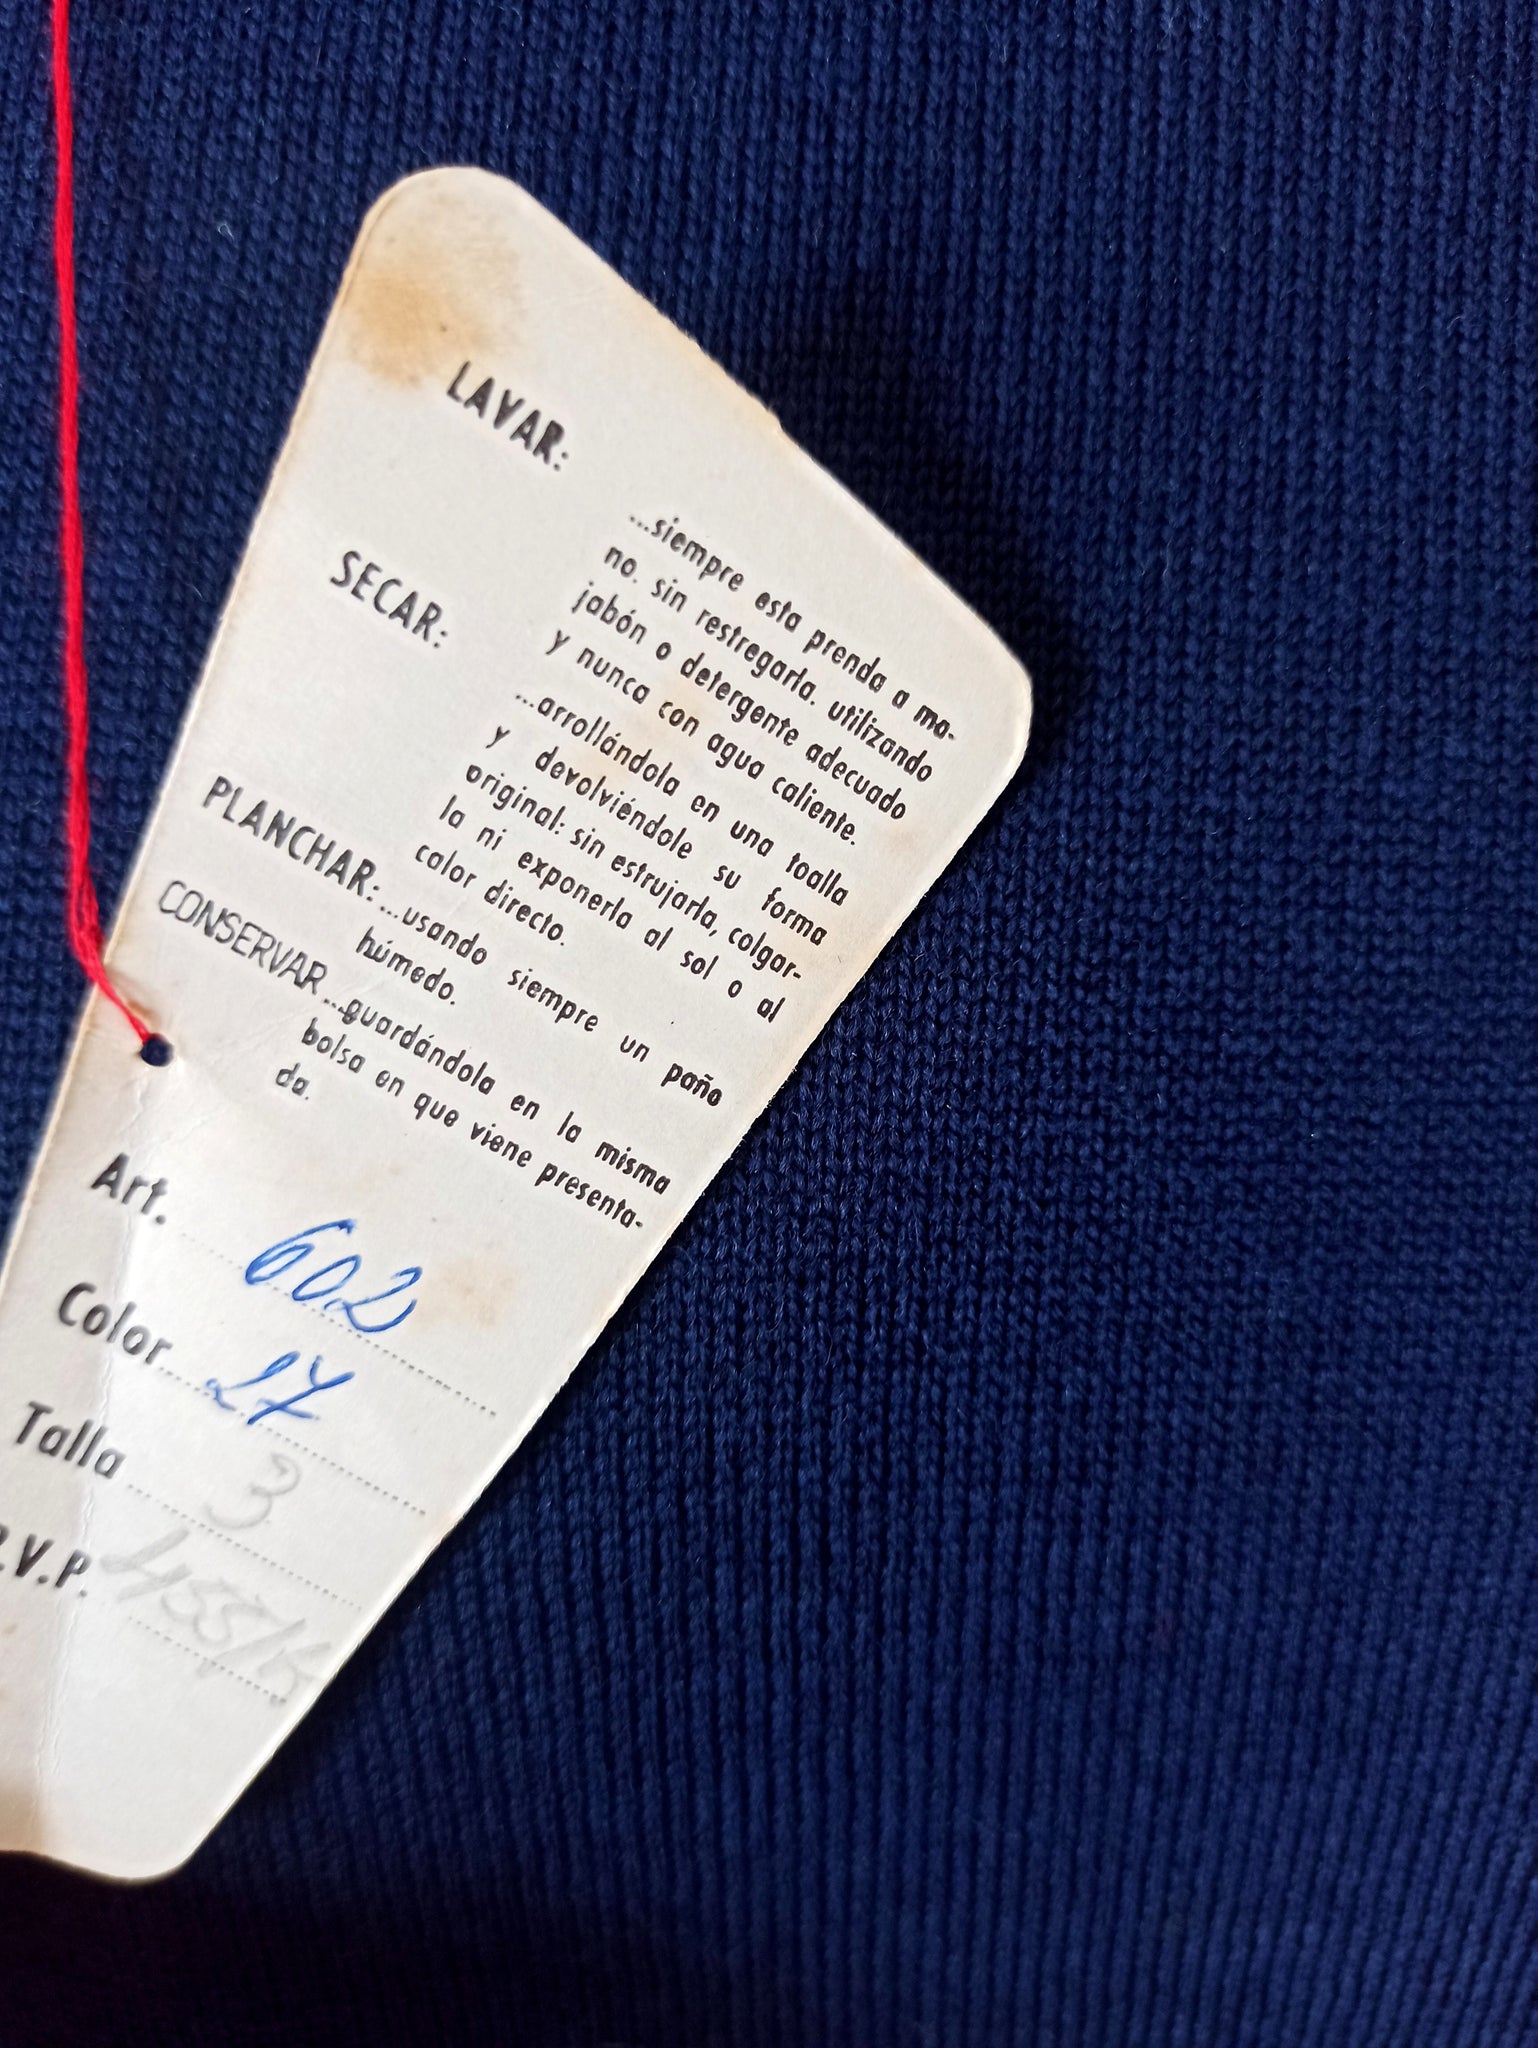 LAVAR:
...siempre esta prenda a ma-
no. sin restregarla. utilizando
jabón o detergente adecuado
y nunca con agua caliente.
SECAR:
...arrollándola en una toalla
y devolviéndole su forma
original: sin estrujarla, colgar-
la ni exponerla al sol o al
calor directo.
PLANCHAR: ...usando siempre un paño
húmedo.
CONSERVAR ...guardándola en la misma
bolsa en que viene presenta-
da.
Art. 602
Color 27
Talla 3
.V.P.